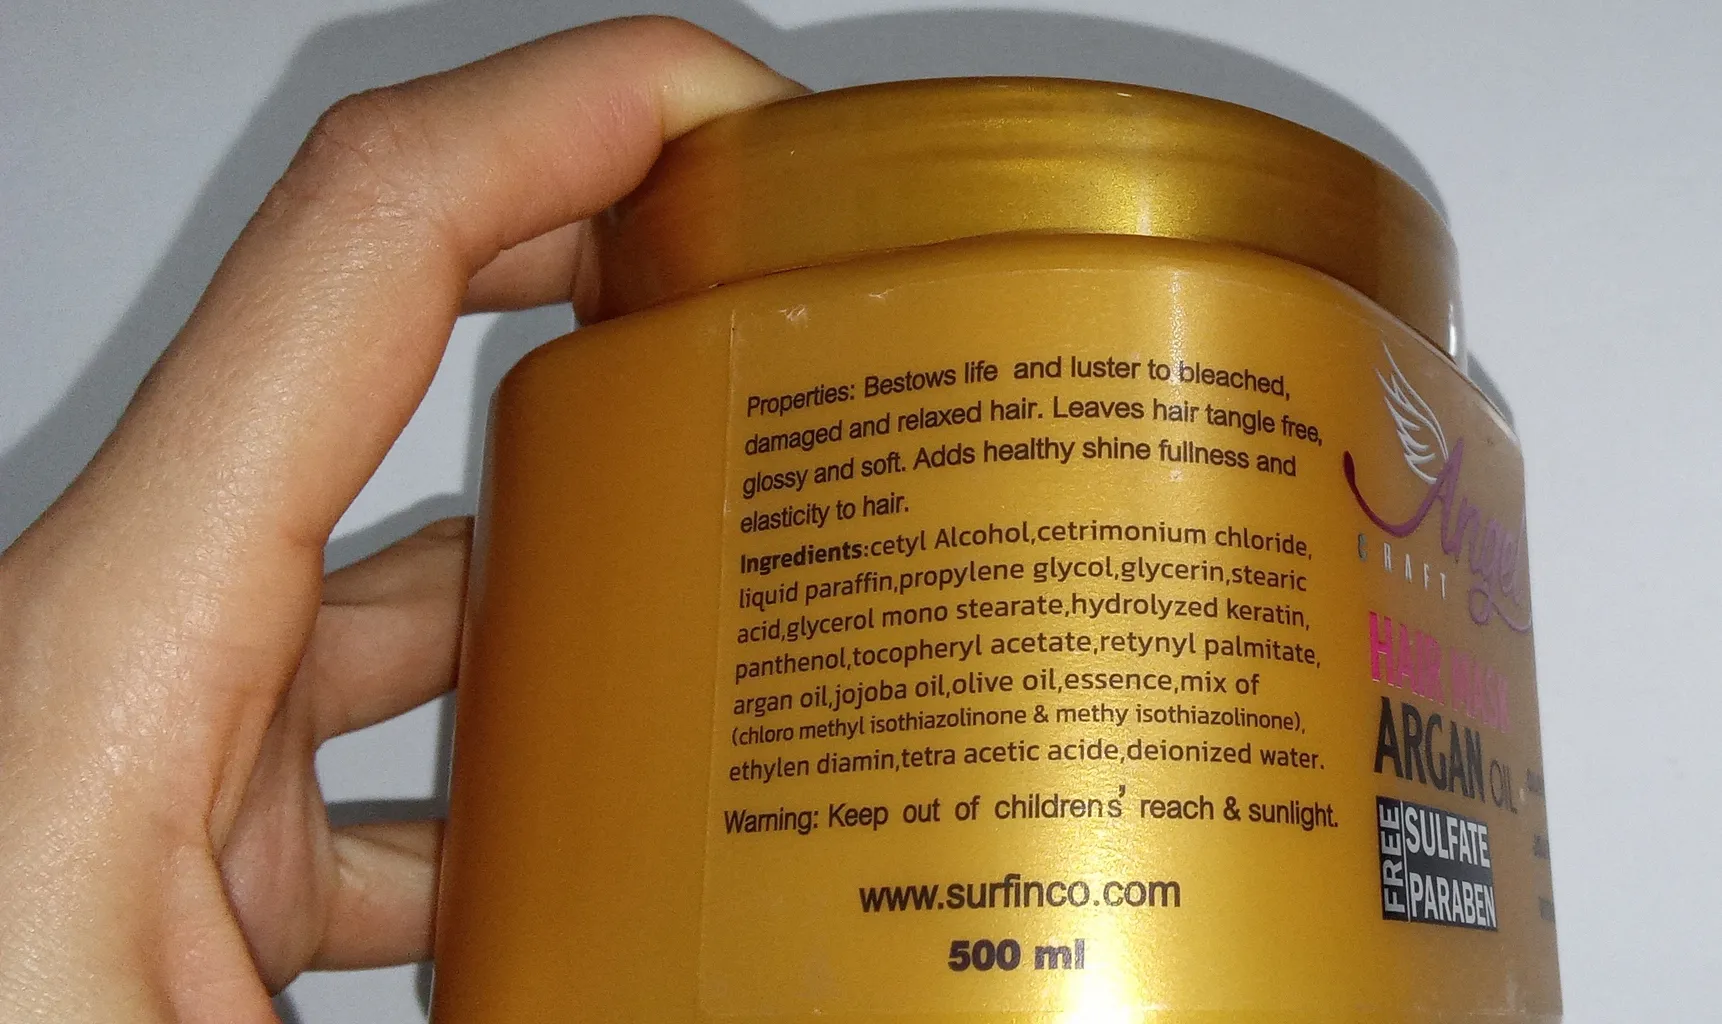 Properties: Bestows life and luster to bleached,
damaged and relaxed hair. Leaves hair tangle free,
glossy and soft. Adds healthy shine fullness and
elasticity to hair.
Ingredients:cetyl Alcohol,cetrimonium chloride,
liquid paraffin,propylene glycol,glycerin,stearic
acid,glycerol mono stearate,hydrolyzed keratin,
panthenol,tocopheryl acetate,retynyl palmitate,
argan oil,jojoba oil,olive oil,essence,mix of
(chloro methyl isothiazolinone & methy isothiazolinone),
ethylen diamin,tetra acetic acide,deionized water.
Warning: Keep out of childrens' reach & sunlight.
www.surfinco.com
500 ml
Angel
CRAFT
HAIR MASK
ARGAN OIL
FREE
SULFATE
PARABEN